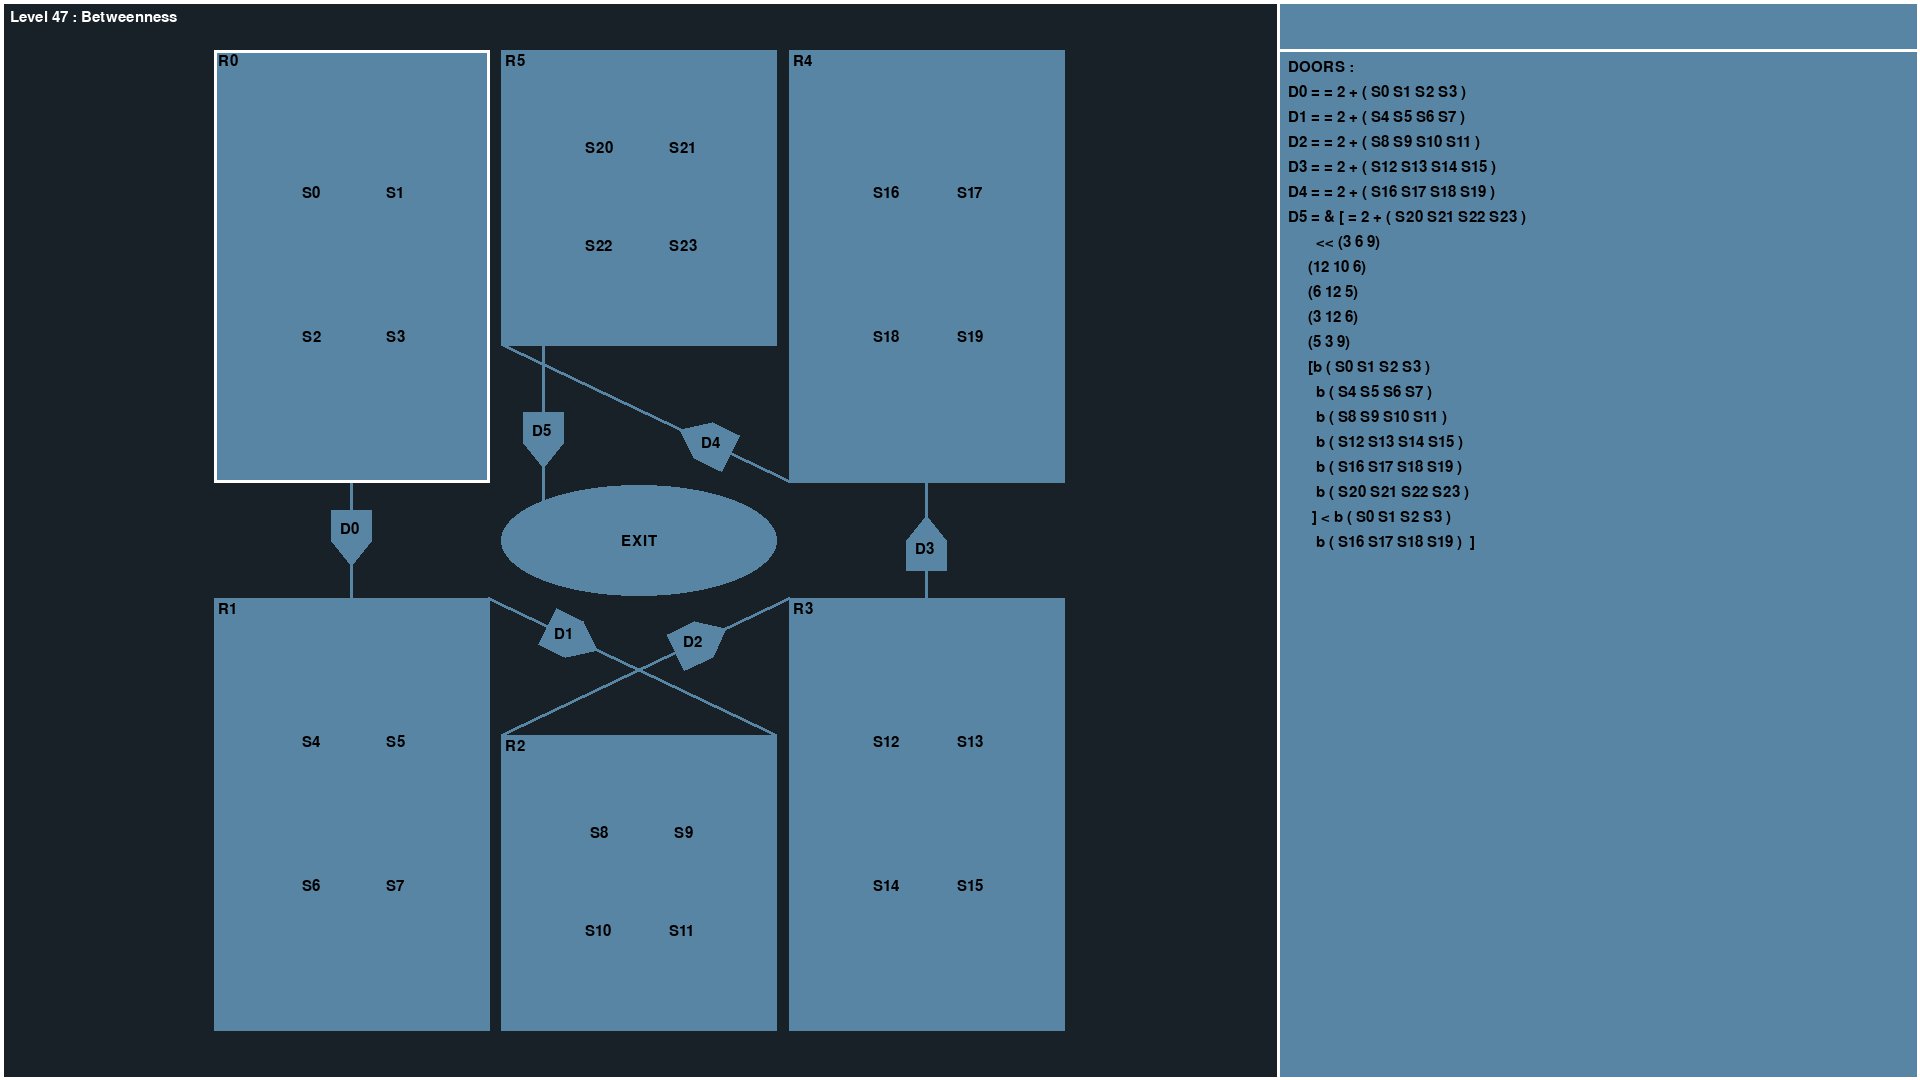 Level 47 : Betweenness
R0
R5
R4
S20 S21
S0 S1
S16 S17
S22 S23
S2 S3
S18 S19
D5
D4
D0
EXIT
D3
R1
R3
D1
D2
S4 S5
R2
S12 S13
S8 S9
S6 S7
S14 S15
S10 S11
DOORS :
D0 = = 2 + ( S0 S1 S2 S3 )
D1 = = 2 + ( S4 S5 S6 S7 )
D2 = = 2 + ( S8 S9 S10 S11 )
D3 = = 2 + ( S12 S13 S14 S15 )
D4 = = 2 + ( S16 S17 S18 S19 )
D5 = & [ = 2 + ( S20 S21 S22 S23 )
<< (3 6 9)
(12 10 6)
(6 12 5)
(3 12 6)
(5 3 9)
[b ( S0 S1 S2 S3 )
b ( S4 S5 S6 S7 )
b ( S8 S9 S10 S11 )
b ( S12 S13 S14 S15 )
b ( S16 S17 S18 S19 )
b ( S20 S21 S22 S23 )
] < b ( S0 S1 S2 S3 )
b ( S16 S17 S18 S19 ) ]